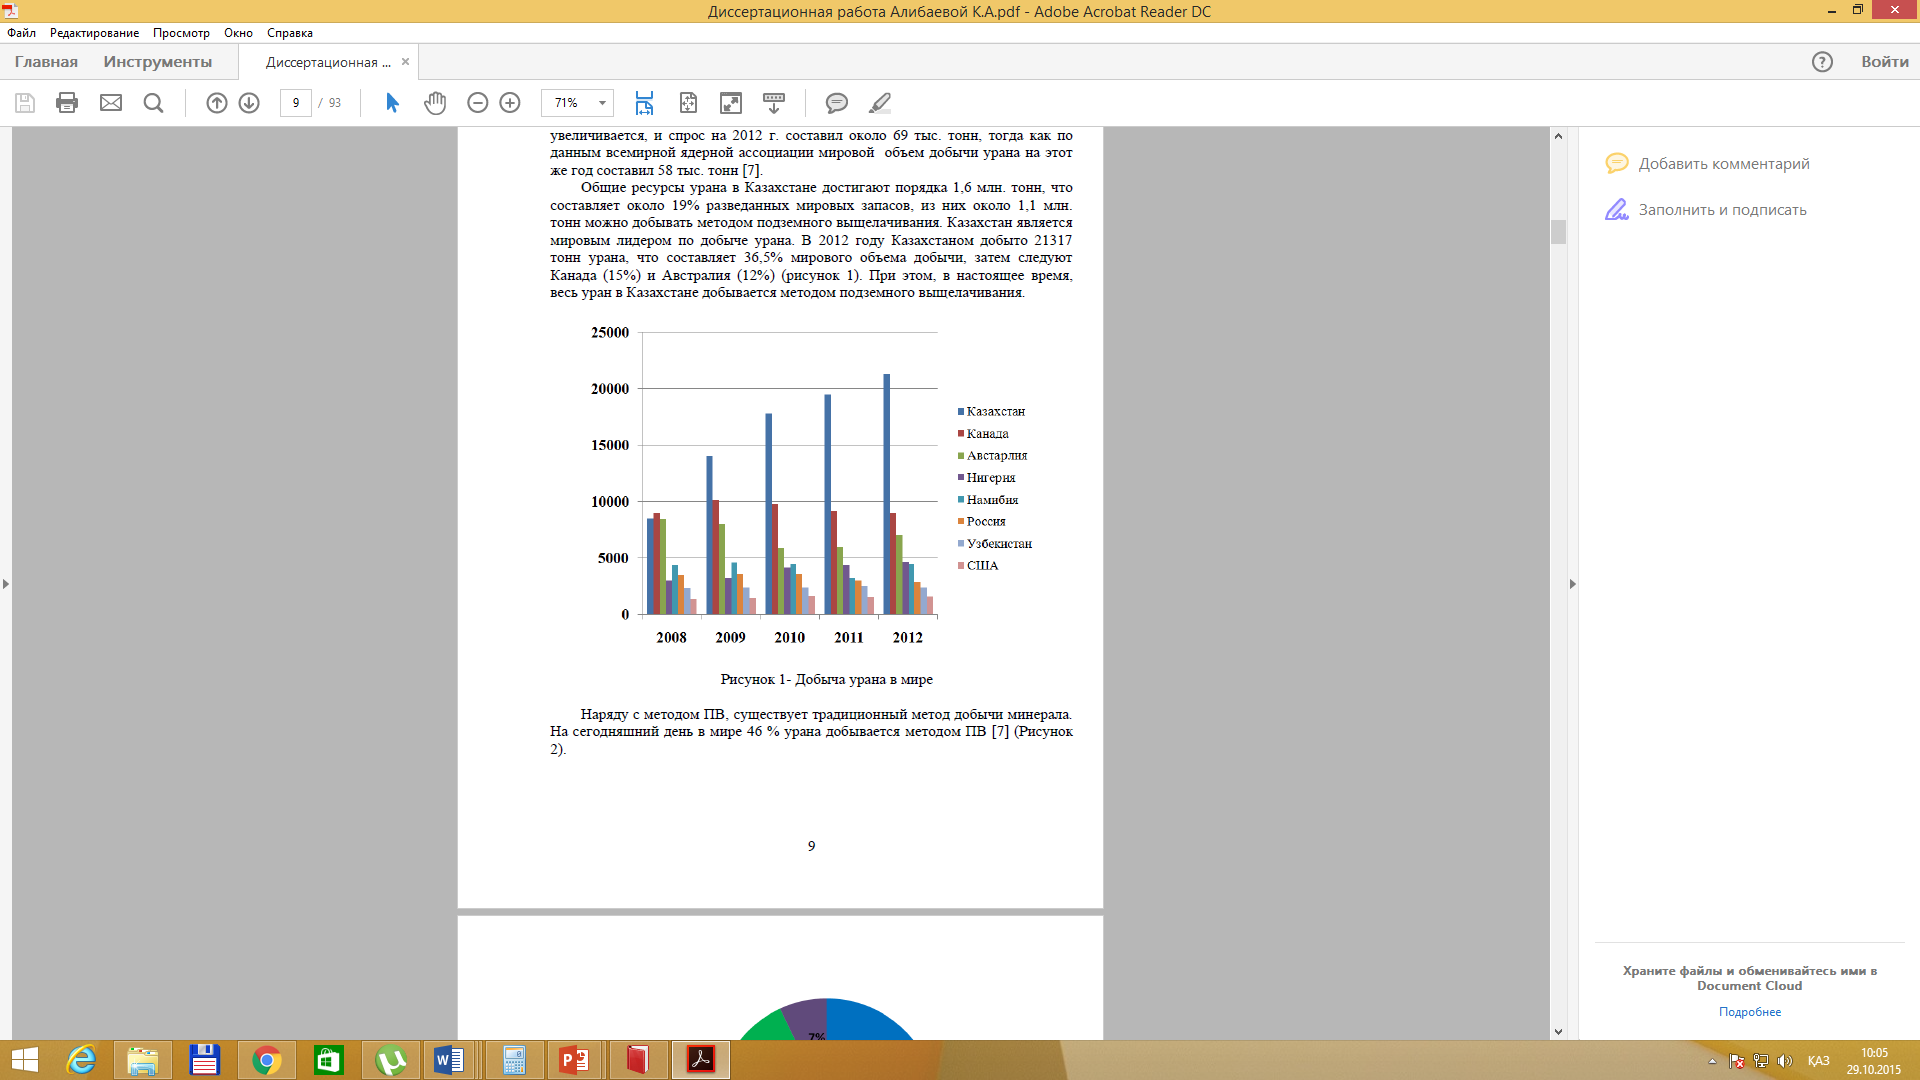 Диссертационная работа Алибаевой К.А.pdf - Adobe Acrobat Reader DC
Файл Редактирование Просмотр Окно Справка
Главная Инструменты Диссертационная ... × Войти
9 / 93 71%
увеличивается, и спрос на 2012 г. составил около 69 тыс. тонн, тогда как по
данным всемирной ядерной ассоциации мировой объем добычи урана на этот
же год составил 58 тыс. тонн [7].
Общие ресурсы урана в Казахстане достигают порядка 1,6 млн. тонн, что
составляет около 19% разведанных мировых запасов, из них около 1,1 млн.
тонн можно добывать методом подземного выщелачивания. Казахстан является
мировым лидером по добыче урана. В 2012 году Казахстаном добыто 21317
тонн урана, что составляет 36,5% мирового объема добычи, затем следуют
Канада (15%) и Австралия (12%) (рисунок 1). При этом, в настоящее время,
весь уран в Казахстане добывается методом подземного выщелачивания.
25000
20000
15000
10000
5000
0
2008 2009 2010 2011 2012
Казахстан
Канада
Австарлия
Нигерия
Намибия
Россия
Узбекистан
США
Рисунок 1- Добыча урана в мире
Наряду с методом ПВ, существует традиционный метод добычи минерала.
На сегодняшний день в мире 46 % урана добывается методом ПВ [7] (Рисунок
2).
9
7%
Добавить комментарий
Заполнить и подписать
Храните файлы и обменивайтесь ими в
Document Cloud
Подробнее
ҚАЗ
10:05
29.10.2015